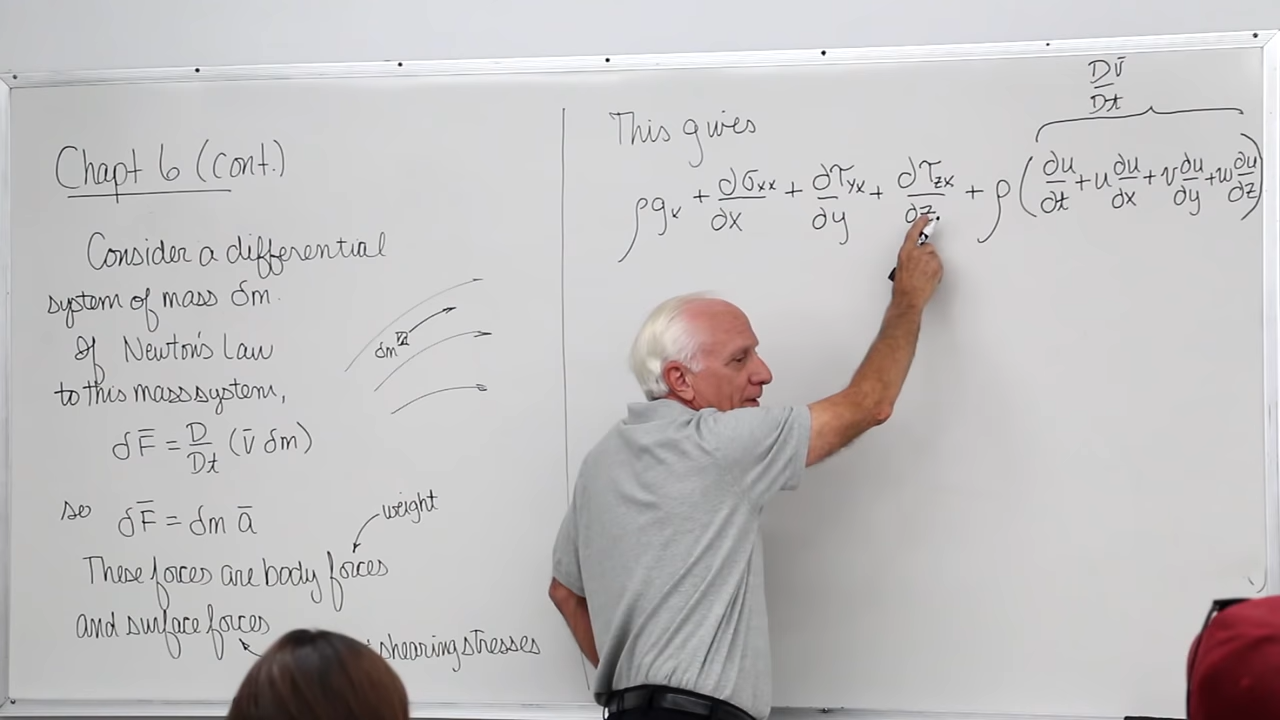 Chapt 6 (cont.)
Consider a differential
system of mass δm.
If Newton's Law
to this mass system,
δF̄ = D/Dt (v̄ δm)
so δF̄ = δm ā
weight
These forces are body forces
and surface forces
shearing stresses
δm
This gives
Dv̄/Dt
ρgx + ∂σxx/∂x + ∂τyx/∂y + ∂τzx/∂z + ρ(∂u/∂t + u ∂u/∂x + v ∂u/∂y + w ∂u/∂z)